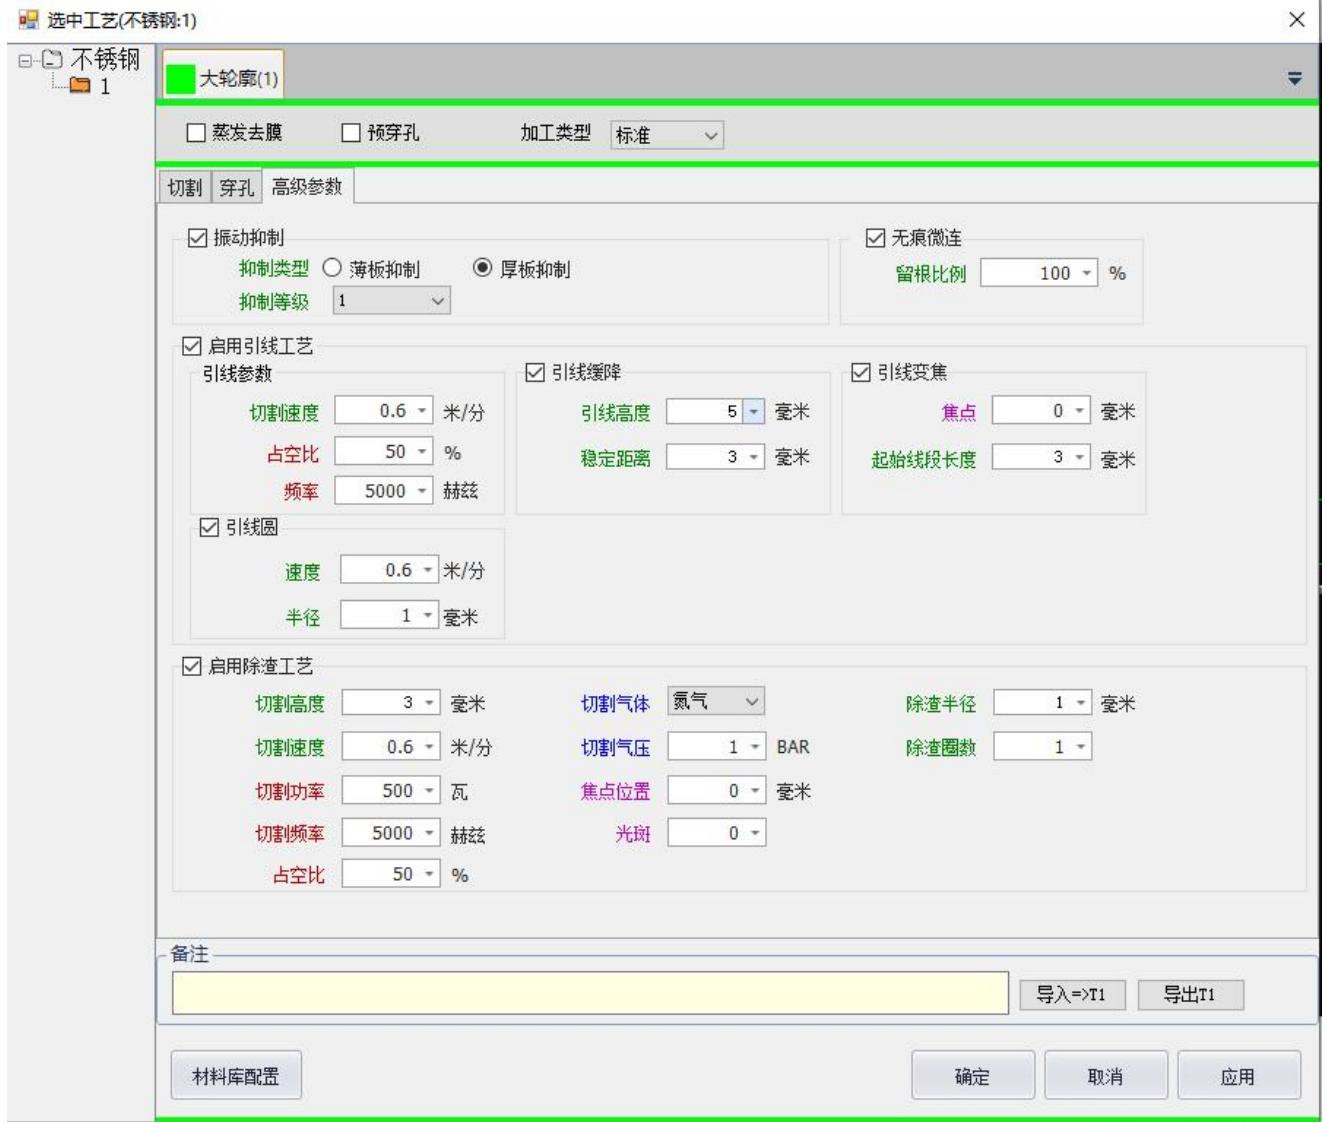 选中工艺(不锈钢:1)
不锈钢
1
大轮廓(1)
蒸发去膜 预穿孔 加工类型 标准
切割 穿孔 高级参数
振动抑制 无痕微连
抑制类型 薄板抑制 厚板抑制 留根比例 100 %
抑制等级 1
启用引线工艺
引线参数 引线缓降 引线变焦
切割速度 0.6 米/分 引线高度 5 毫米 焦点 0 毫米
占空比 50 % 稳定距离 3 毫米 起始线段长度 3 毫米
频率 5000 赫兹
引线圆
速度 0.6 米/分
半径 1 毫米
启用除渣工艺
切割高度 3 毫米 切割气体 氮气 除渣半径 1 毫米
切割速度 0.6 米/分 切割气压 1 BAR 除渣圈数 1
切割功率 500 瓦 焦点位置 0 毫米
切割频率 5000 赫兹 光斑 0
占空比 50 %
备注
导入=>T1 导出T1
材料库配置 确定 取消 应用